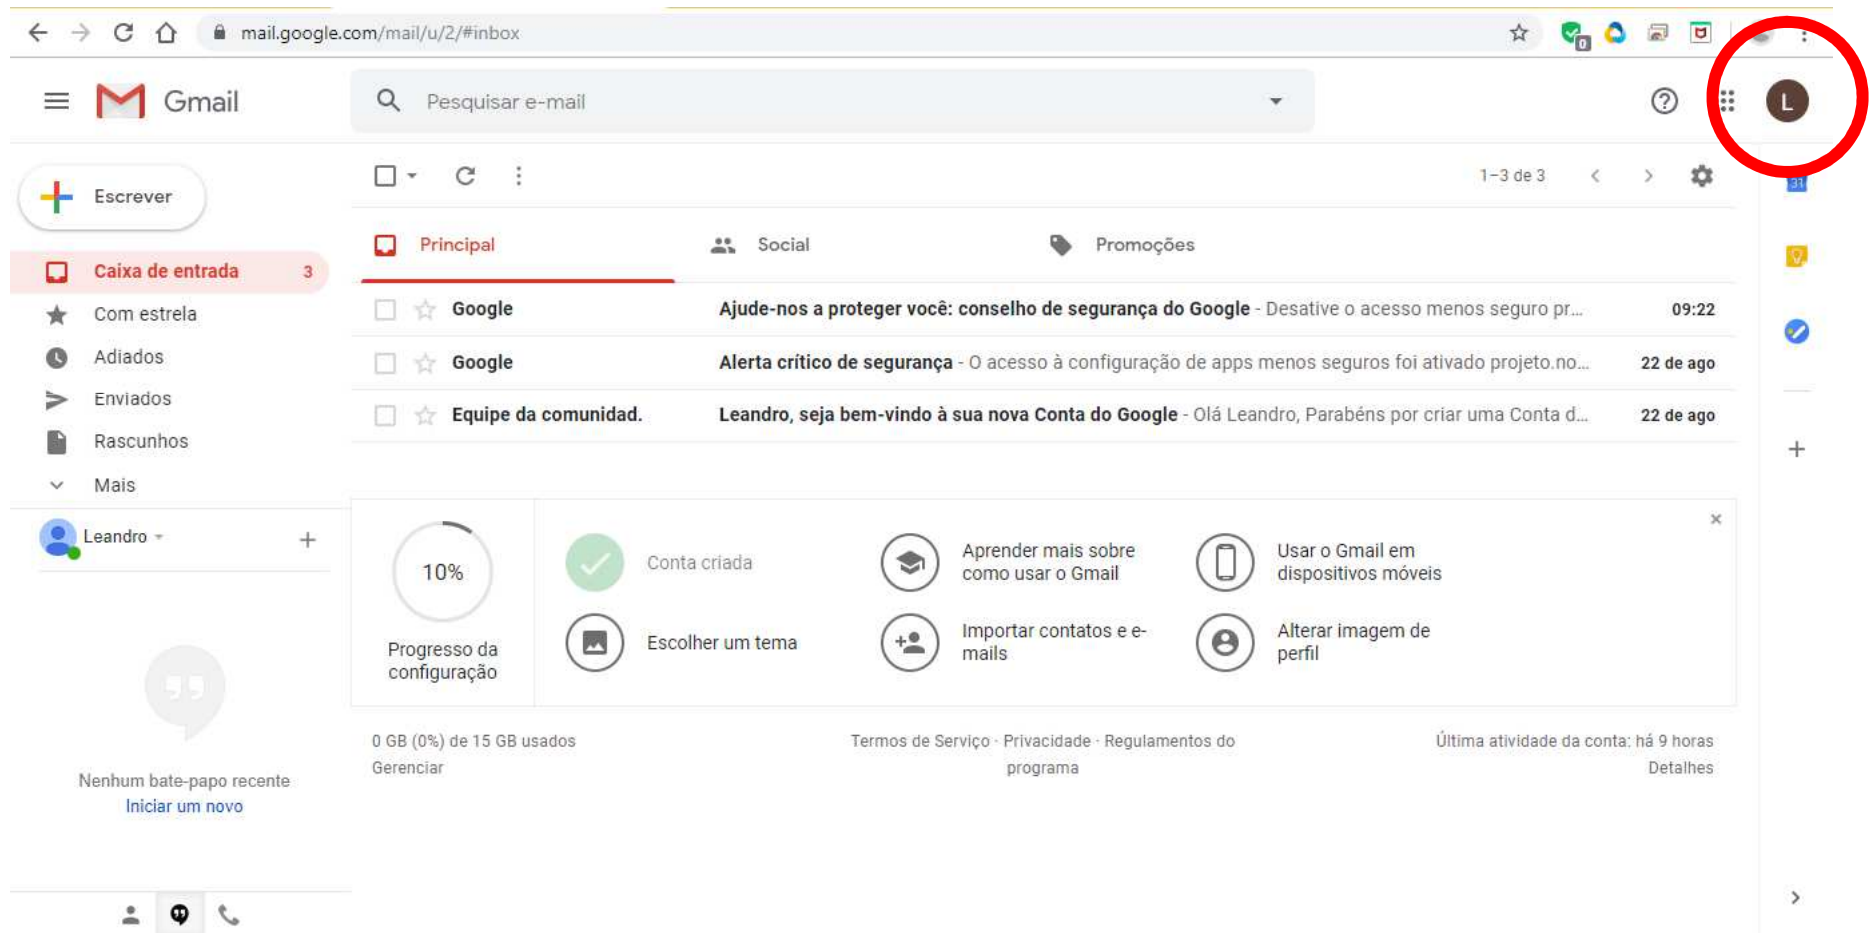 mail.google.com/mail/u/2/#inbox
0
Gmail
Pesquisar e-mail
L
Escrever
1–3 de 3
31
Principal
Social
Promoções
Caixa de entrada 3
Com estrela
Adiados
Enviados
Rascunhos
Mais
Google Ajude-nos a proteger você: conselho de segurança do Google - Desative o acesso menos seguro pr... 09:22
Google Alerta crítico de segurança - O acesso à configuração de apps menos seguros foi ativado projeto.no... 22 de ago
Equipe da comunidad. Leandro, seja bem-vindo à sua nova Conta do Google - Olá Leandro, Parabéns por criar uma Conta d... 22 de ago
Leandro
10%
Progresso da
configuração
Conta criada
Aprender mais sobre
como usar o Gmail
Usar o Gmail em
dispositivos móveis
Escolher um tema
Importar contatos e e-
mails
Alterar imagem de
perfil
0 GB (0%) de 15 GB usados
Gerenciar
Termos de Serviço · Privacidade · Regulamentos do
programa
Última atividade da conta: há 9 horas
Detalhes
Nenhum bate-papo recente
Iniciar um novo